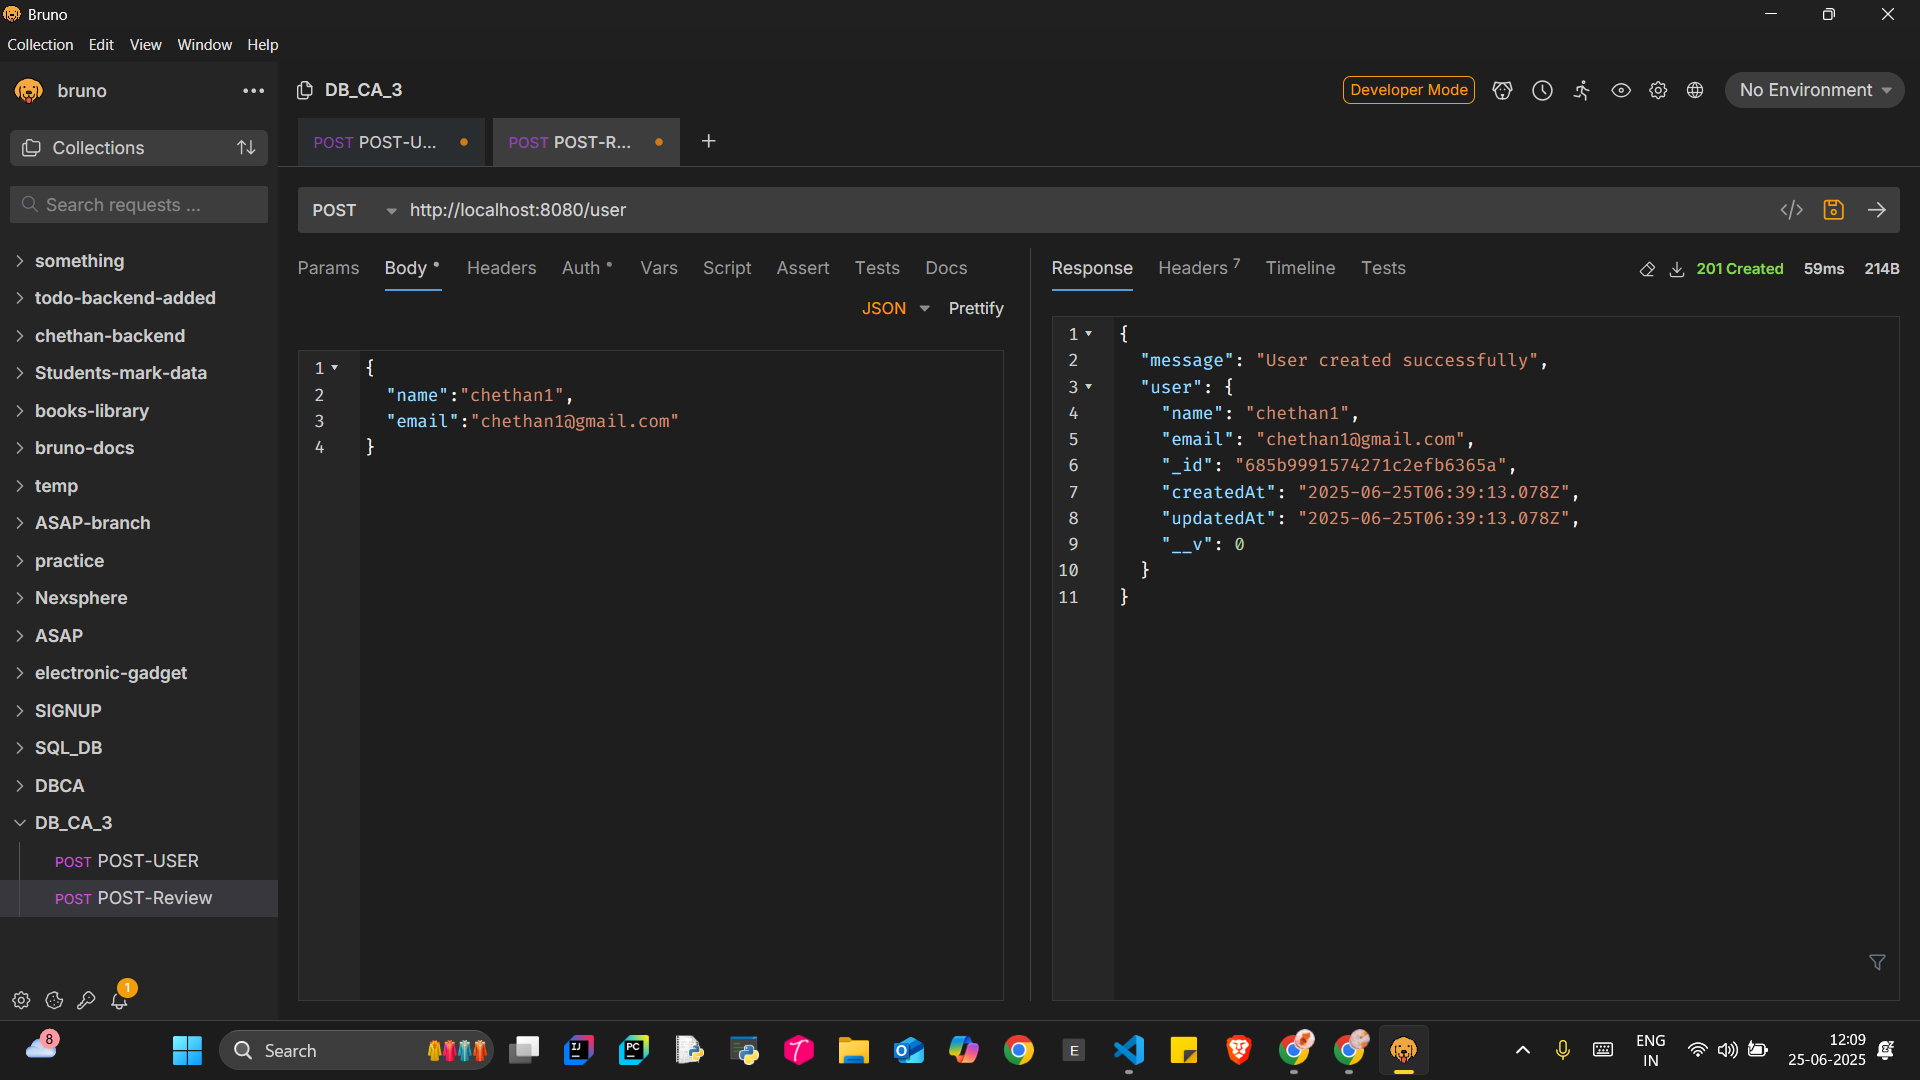 Bruno
Collection Edit View Window Help
bruno
DB_CA_3
Developer Mode
No Environment
Collections
POST POST-U...
POST POST-R...
Search requests ...
POST
http://localhost:8080/user
something
todo-backend-added
chethan-backend
Students-mark-data
books-library
bruno-docs
temp
ASAP-branch
practice
Nexsphere
ASAP
electronic-gadget
SIGNUP
SQL_DB
DBCA
DB_CA_3
POST POST-USER
POST POST-Review
1
Params Body Headers Auth Vars Script Assert Tests Docs
JSON Prettify
1 {
2 "name":"chethan1",
3 "email":"chethan1@gmail.com"
4 }
Response Headers 7 Timeline Tests
201 Created 59ms 214B
1 {
2 "message": "User created successfully",
3 "user": {
4 "name": "chethan1",
5 "email": "chethan1@gmail.com",
6 "_id": "685b9991574271c2efb6365a",
7 "createdAt": "2025-06-25T06:39:13.078Z",
8 "updatedAt": "2025-06-25T06:39:13.078Z",
9 "__v": 0
10 }
11 }
8
Search
IJ
PC
E
ENG
IN
12:09
25-06-2025